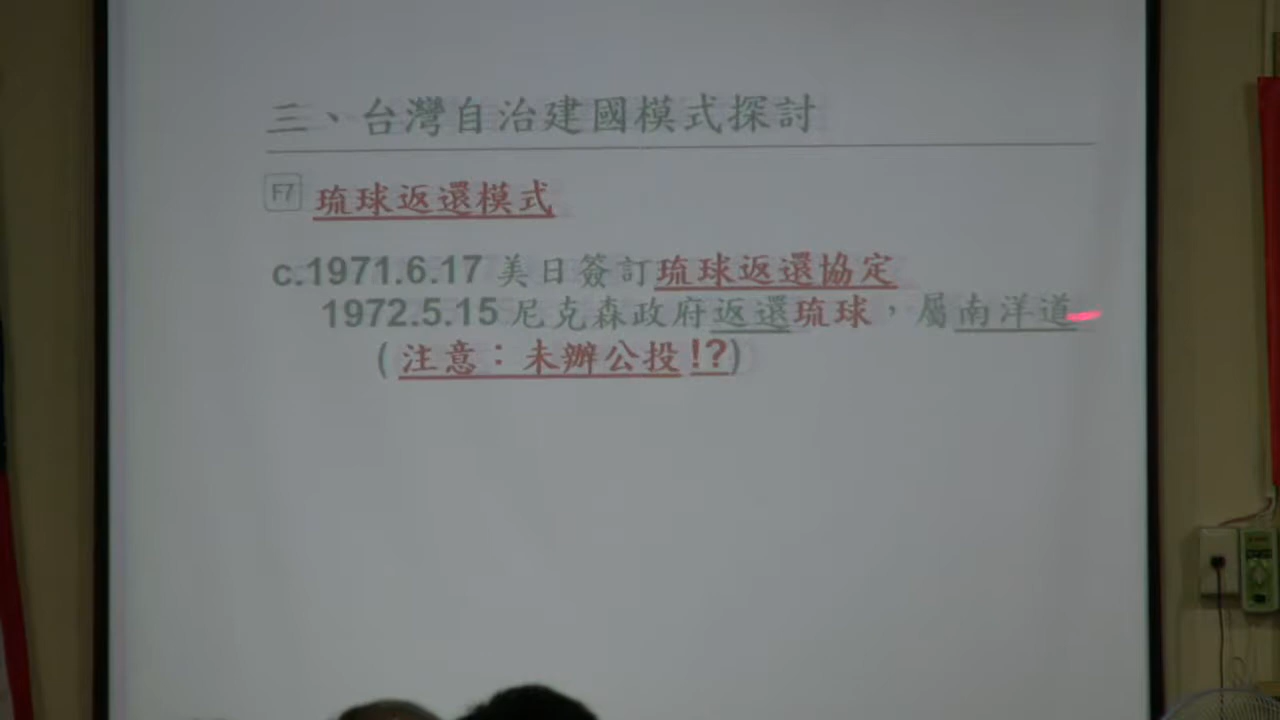 三、台灣自治建國模式探討
F7 琉球返還模式
c.1971.6.17 美日簽訂琉球返還協定
1972.5.15 尼克森政府返還琉球，屬南洋道
(注意：未辦公投!?)